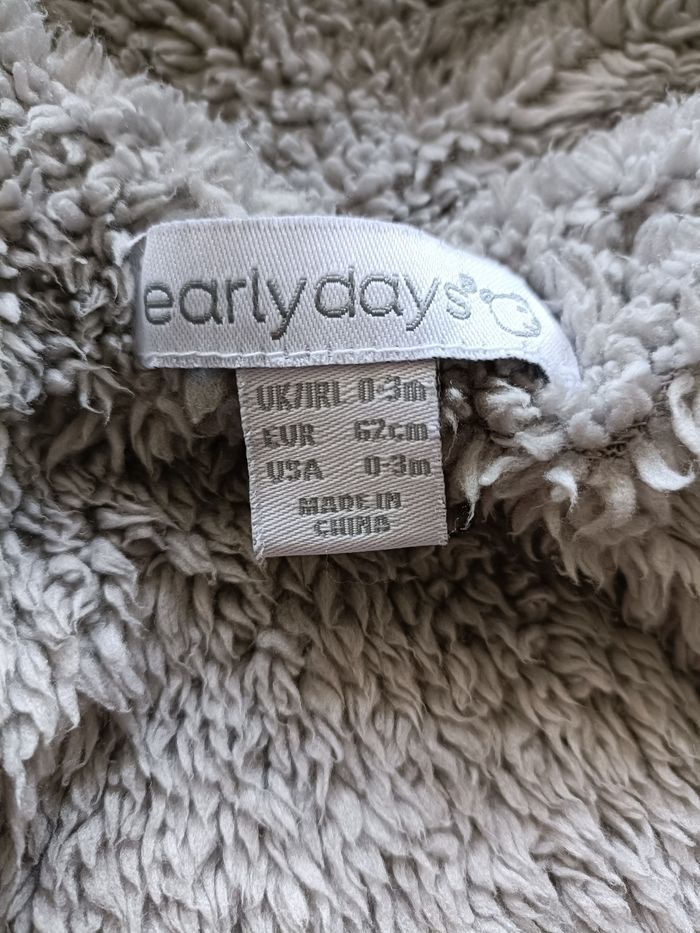 earlydays
UK/IRL 0-3m
EUR 62cm
USA 0-3m
MADE IN
CHINA